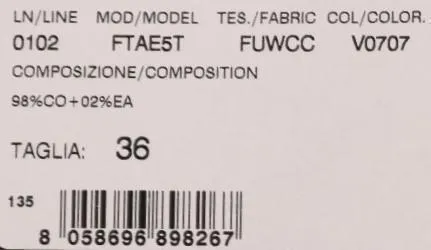 LN/LINE MOD/MODEL TES./FABRIC COL/COLOR.
0102 FTAE5T FUWCC V0707
COMPOSIZIONE/COMPOSITION
98%CO+02%EA
TAGLIA: 36
135
8 058696 898267